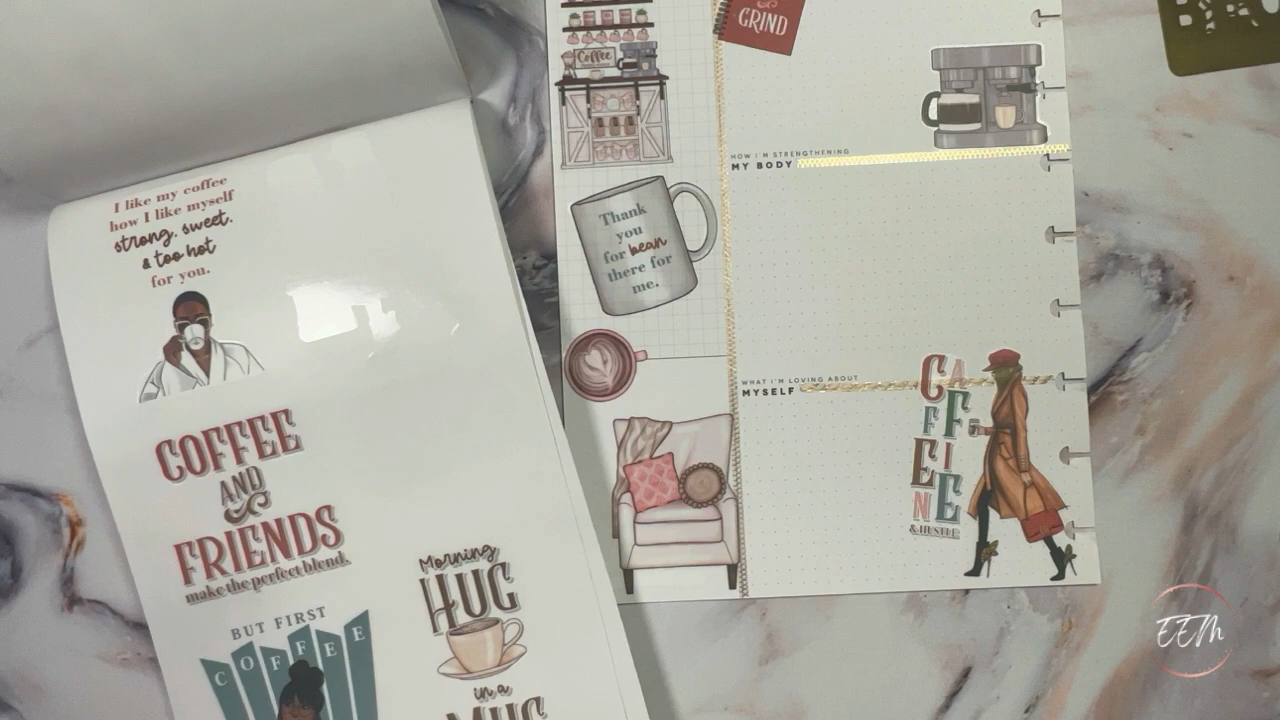 I like my coffee
how I like myself
strong, sweet,
& too hot
for you.
COFFEE
AND
FRIENDS
make the perfect blend.
BUT FIRST
COFFEE
Morning
HUG
in a
MUG
Coffee
GRIND
HOW I'M STRENGTHENING
MY BODY
Thank
you
for bean
there for
me.
WHAT I'M LOVING ABOUT
MYSELF
CAFFEINE
& HUSTLE
EEM